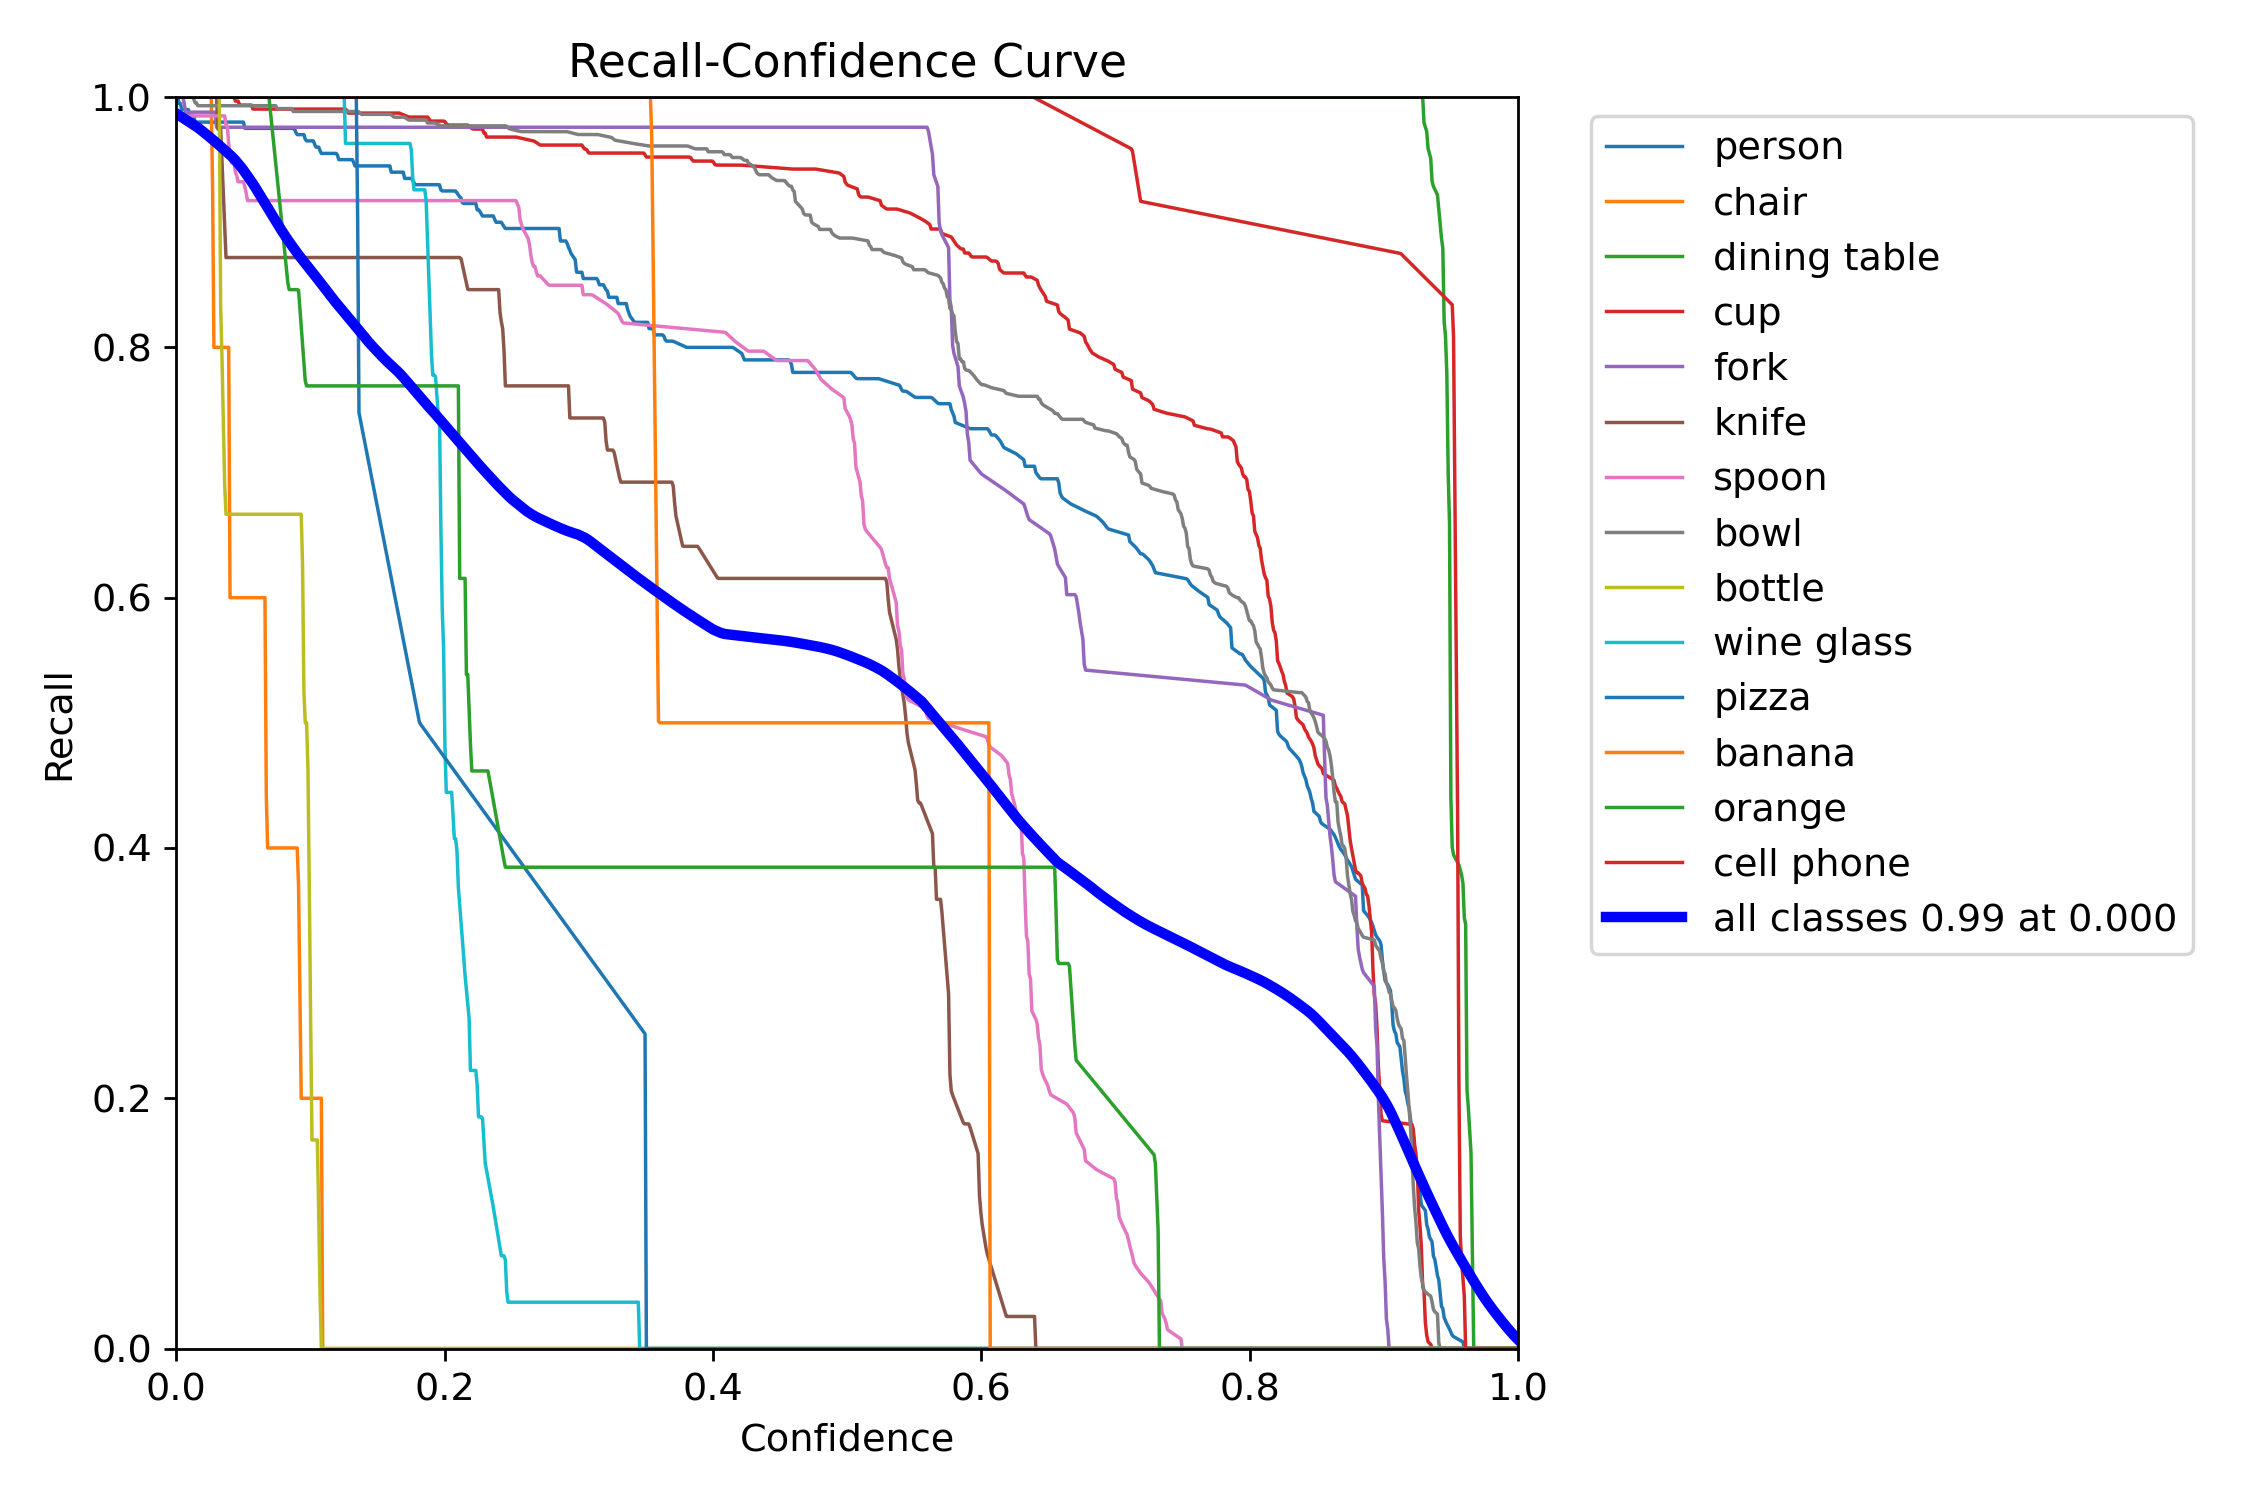 Recall-Confidence Curve
1.0
0.8
0.6
0.4
0.2
0.0
Recall
0.0 0.2 0.4 0.6 0.8 1.0
Confidence
person
chair
dining table
cup
fork
knife
spoon
bowl
bottle
wine glass
pizza
banana
orange
cell phone
all classes 0.99 at 0.000